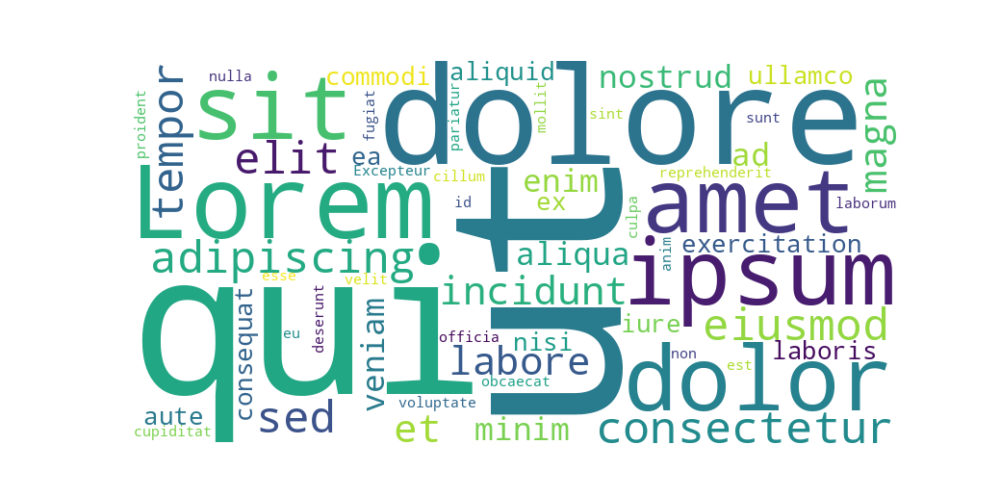 nulla
commodi
aliquid
nostrud
ullamco
proident
tempor
sit
fugiat
dolore
pariatur
mollit
sint
sunt
magna
elit
ea
Excepteur
cillum
enim
ad
reprehenderit
Lorem
id
ut
ex
culpa
amet
laborum
adipiscing
aliqua
anim
exercitation
esse
velit
incidunt
ipsum
qui
consequat
eu
deserunt
veniam
officia
nisi
iure
eiusmod
labore
non
laboris
obcaecat
est
dolor
voluptate
aute
sed
cupiditat
et
minim
consectetur